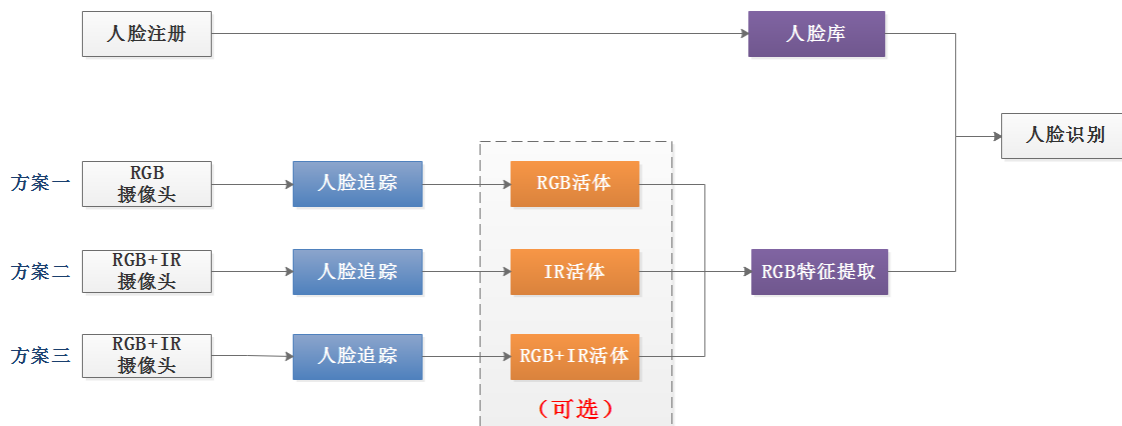 人脸注册
人脸库
人脸识别
方案一
RGB
摄像头
人脸追踪
RGB活体
方案二
RGB+IR
摄像头
人脸追踪
IR活体
RGB特征提取
方案三
RGB+IR
摄像头
人脸追踪
RGB+IR活体
（可选）